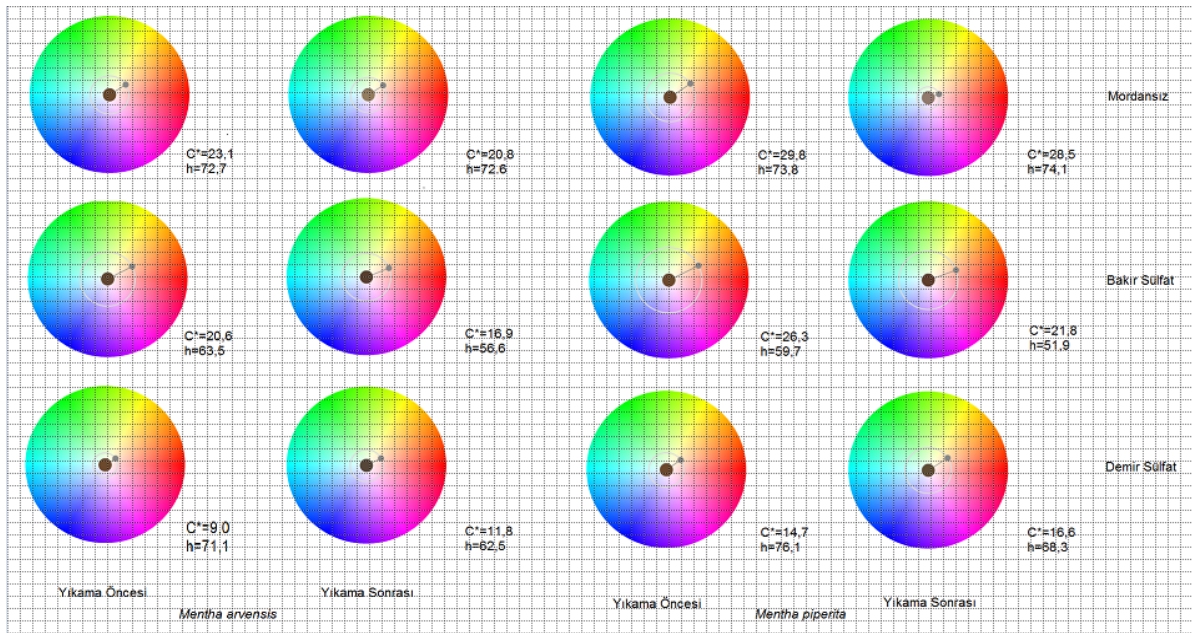 C*=23,1
h=72,7
C*=20,8
h=72.6
C*=29,8
h=73,8
C*=28,5
h=74,1
Mordansız
C*=20,6
h=63,5
C*=16,9
h=56,6
C*=26,3
h=59,7
C*=21,8
h=51,9
Bakır Sülfat
C*=9.0
h=71,1
C*=11,8
h=62,5
C*=14,7
h=76,1
C*=16,6
h=68,3
Demir Sülfat
Yıkama Öncesi
Yıkama Sonrası
Yıkama Öncesi
Yıkama Sonrası
Mentha arvensis
Mentha piperita